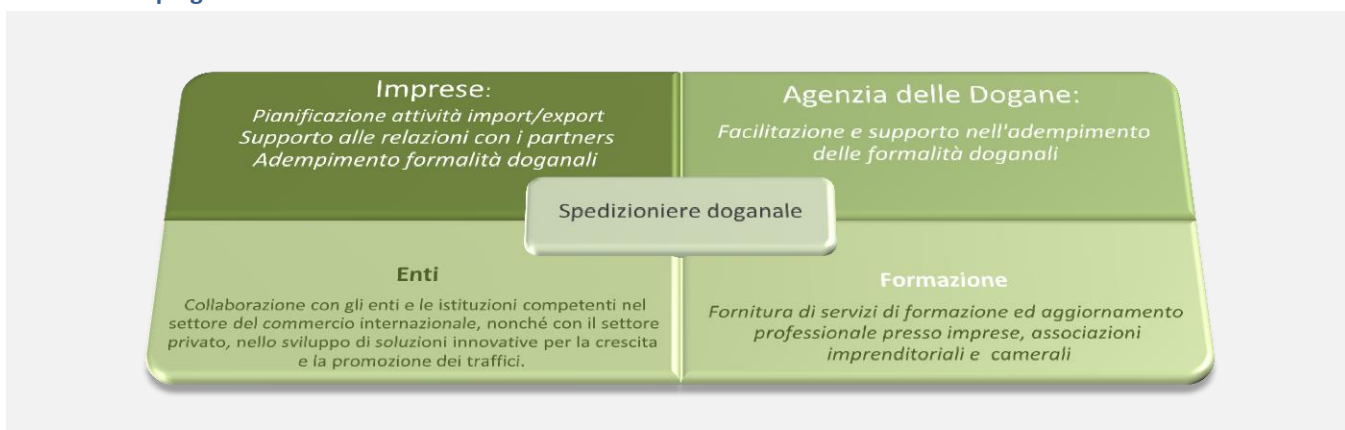 Imprese:
Pianificazione attività import/export
Supporto alle relazioni con i partners
Adempimento formalità doganali
Agenzia delle Dogane:
Facilitazione e supporto nell'adempimento
delle formalità doganali
Spedizioniere doganale
Enti
Collaborazione con gli enti e le istituzioni competenti nel
settore del commercio internazionale, nonché con il settore
privato, nello sviluppo di soluzioni innovative per la crescita
e la promozione dei traffici.
Formazione
Fornitura di servizi di formazione ed aggiornamento
professionale presso imprese, associazioni
imprenditoriali e camerali